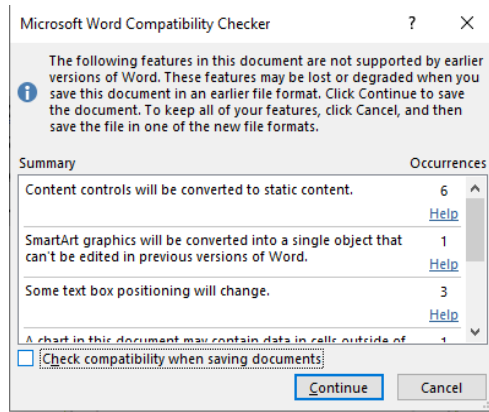 Microsoft Word Compatibility Checker ? ×
The following features in this document are not supported by earlier
versions of Word. These features may be lost or degraded when you
save this document in an earlier file format. Click Continue to save
the document. To keep all of your features, click Cancel, and then
save the file in one of the new file formats.
Summary Occurrences
Content controls will be converted to static content. 6
Help
SmartArt graphics will be converted into a single object that 1
can't be edited in previous versions of Word.
Help
Some text box positioning will change. 3
Help
A chart in this document may contain data in cells outside of 1
Check compatibility when saving documents
Continue Cancel